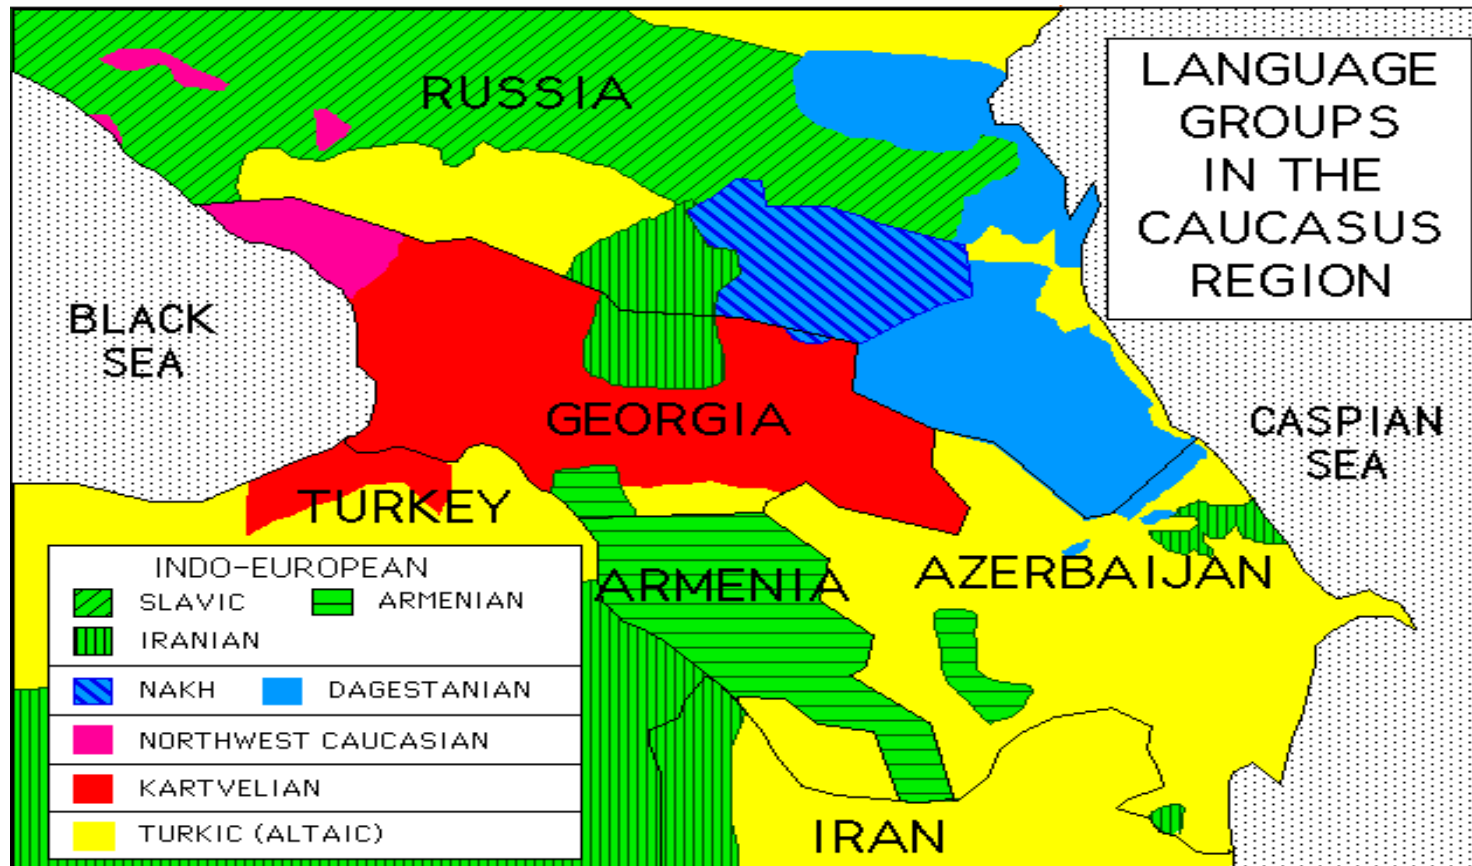 LANGUAGE
GROUPS
IN THE
CAUCASUS
REGION
RUSSIA
BLACK
SEA
GEORGIA
CASPIAN
SEA
TURKEY
ARMENIA
AZERBAIJAN
IRAN
INDO-EUROPEAN
SLAVIC ARMENIAN
IRANIAN
NAKH DAGESTANIAN
NORTHWEST CAUCASIAN
KARTVELIAN
TURKIC (ALTAIC)